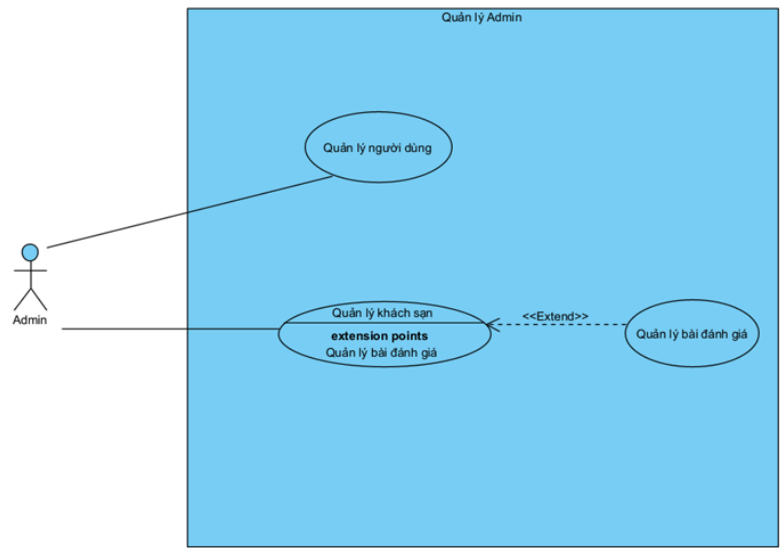 Quản lý Admin
Quản lý người dùng
Admin
Quản lý khách sạn
extension points
Quản lý bài đánh giá
<<Extend>>
Quản lý bài đánh giá